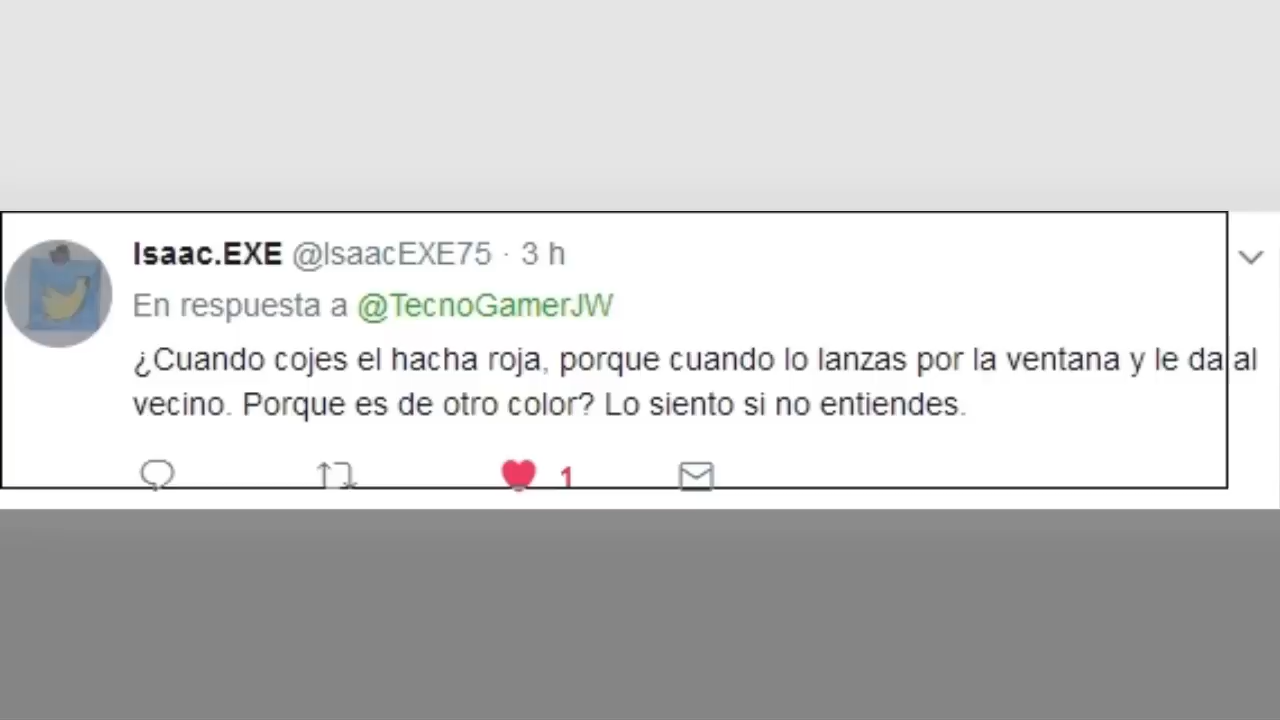 Isaac.EXE @IsaacEXE75 · 3 h
En respuesta a @TecnoGamerJW
¿Cuando cojes el hacha roja, porque cuando lo lanzas por la ventana y le da al
vecino. Porque es de otro color? Lo siento si no entiendes.
1